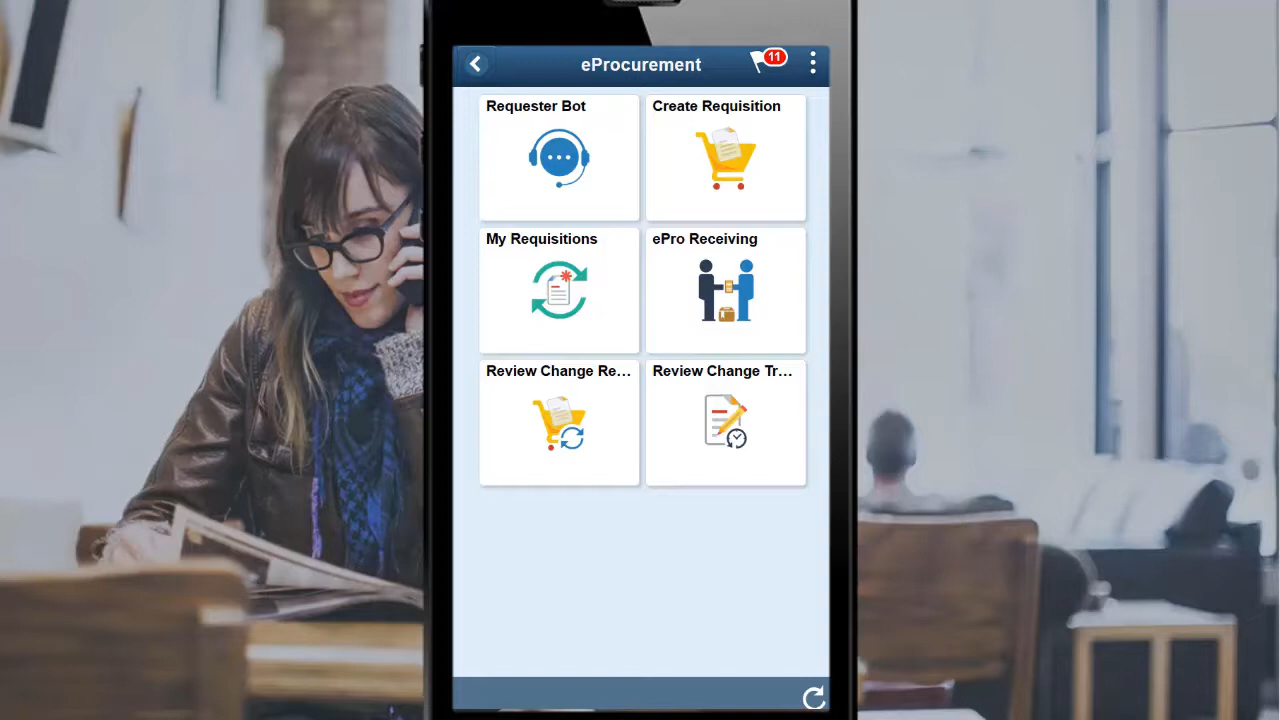 eProcurement
11
Requester Bot
Create Requisition
My Requisitions
ePro Receiving
Review Change Re...
Review Change Tr...